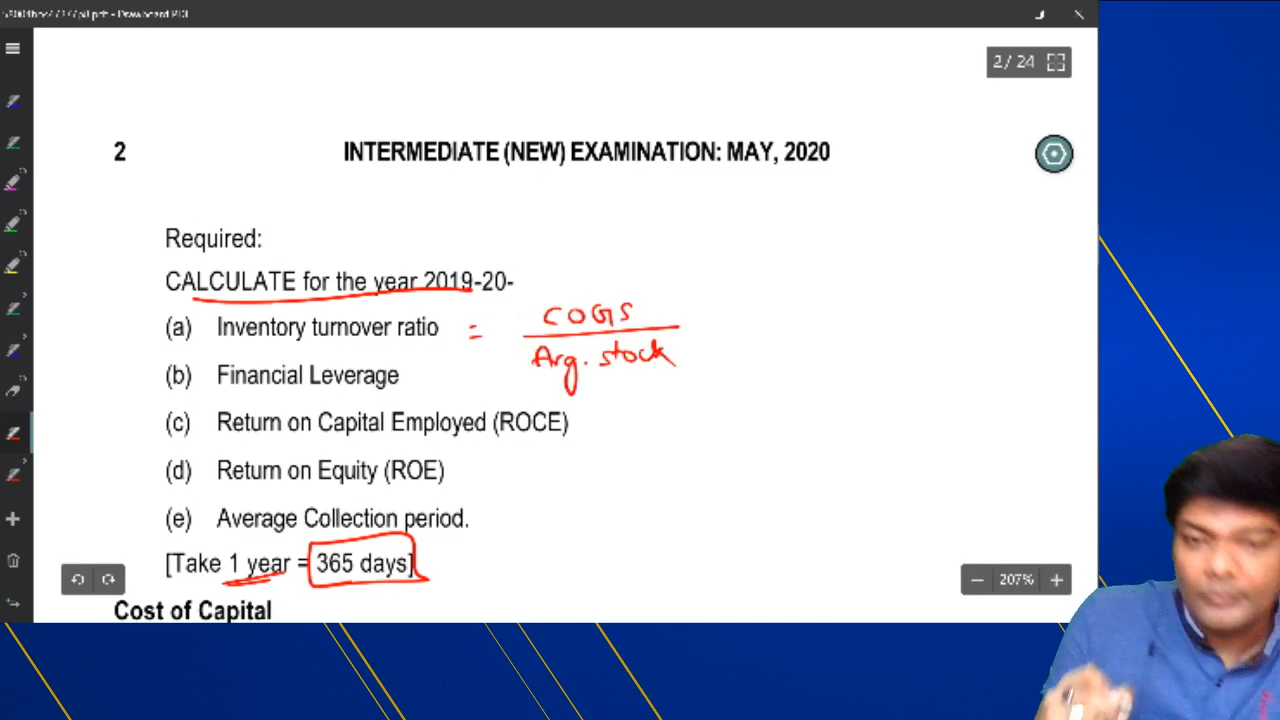 2/24
2 INTERMEDIATE (NEW) EXAMINATION: MAY, 2020
Required:
CALCULATE for the year 2019-20-
(a) Inventory turnover ratio = COGS
Avg. stock
(b) Financial Leverage
(c) Return on Capital Employed (ROCE)
(d) Return on Equity (ROE)
(e) Average Collection period.
[Take 1 year = 365 days]
207%
Cost of Capital